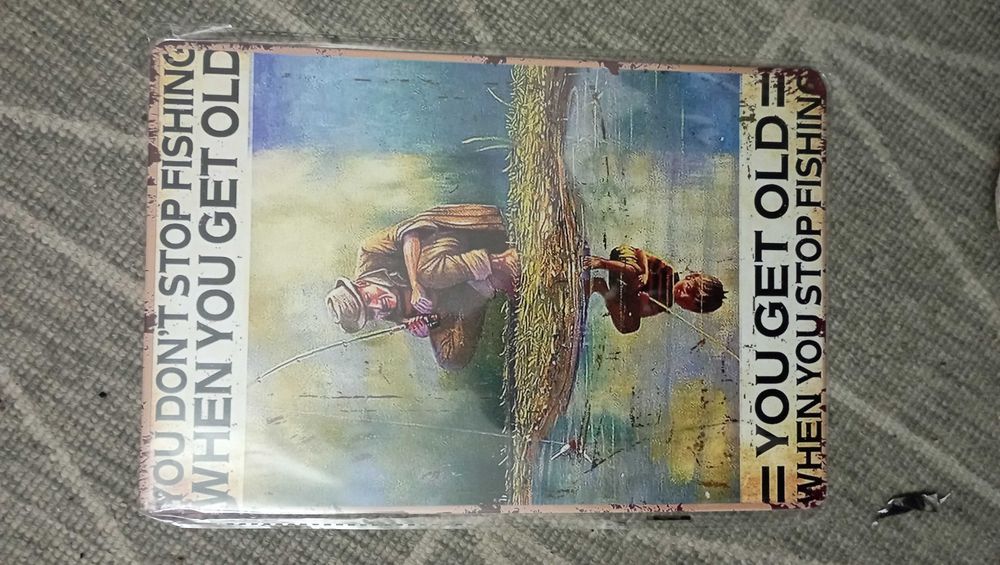 YOU DON'T STOP FISHING
WHEN YOU GET OLD
YOU GET OLD
WHEN YOU STOP FISHING